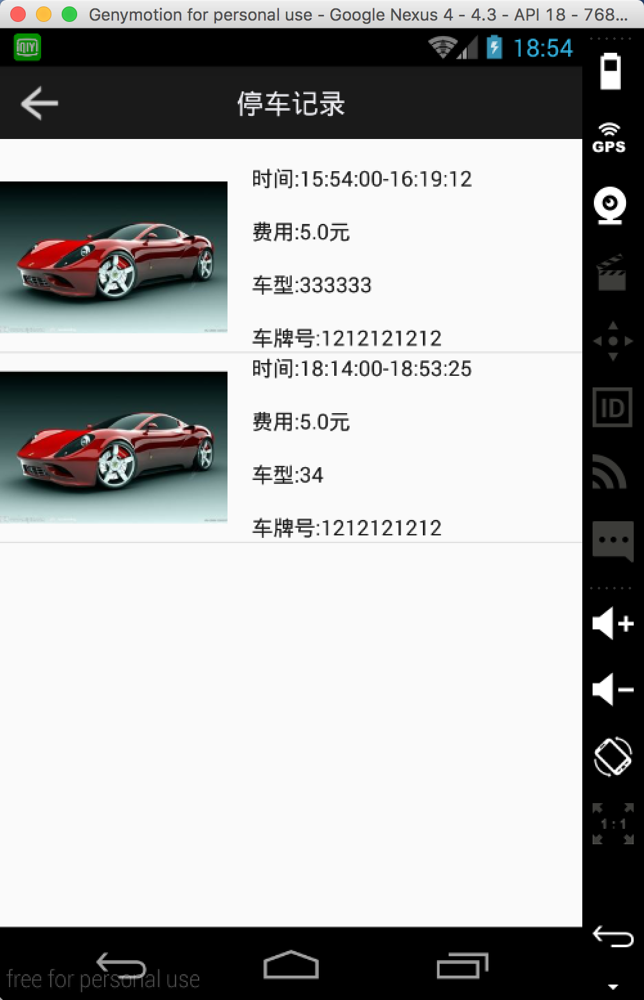 Genymotion for personal use - Google Nexus 4 - 4.3 - API 18 - 768...
QIY
18:54
停车记录
GPS
时间:15:54:00-16:19:12
费用:5.0元
车型:333333
车牌号:1212121212
时间:18:14:00-18:53:25
费用:5.0元
车型:34
车牌号:1212121212
ID
1:1
free for personal use